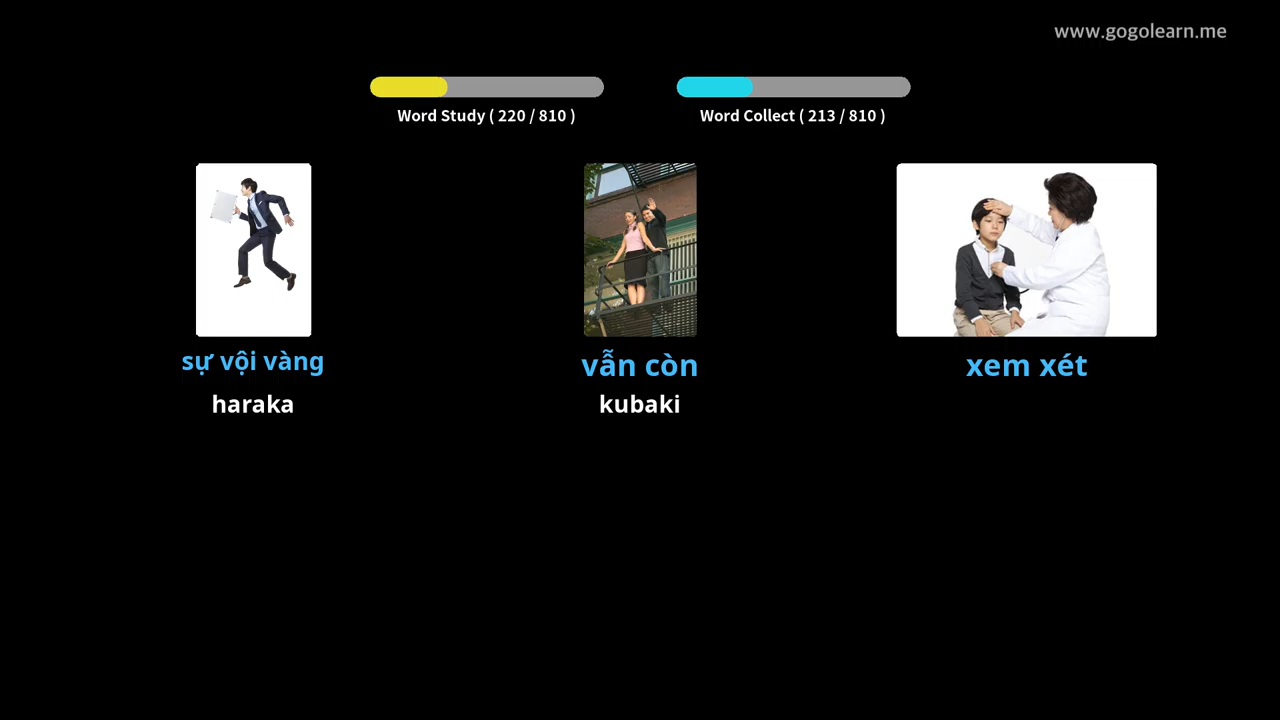 www.gogolearn.me
Word Study ( 220 / 810 )
Word Collect ( 213 / 810 )
sự vội vàng
vẫn còn
xem xét
haraka
kubaki